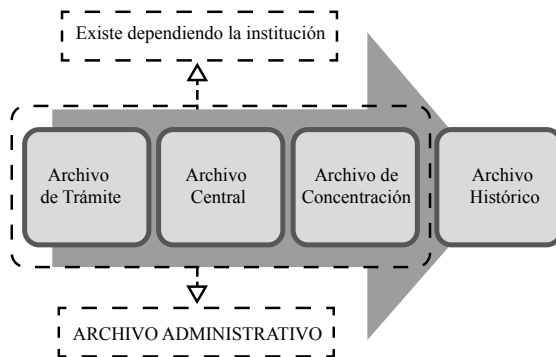 Existe dependiendo la institución
Archivo
de Trámite
Archivo
Central
Archivo de
Concentración
Archivo
Histórico
ARCHIVO ADMINISTRATIVO